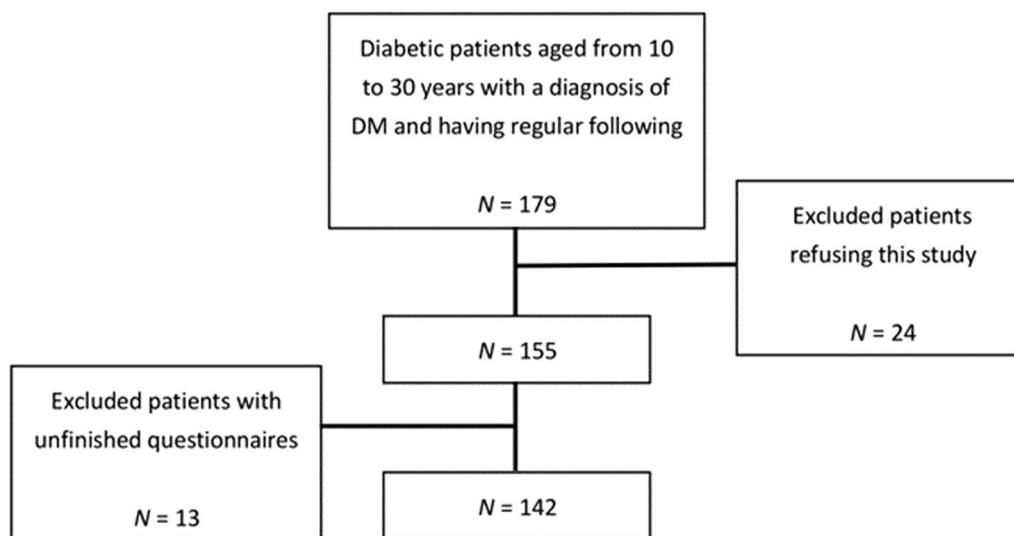 Diabetic patients aged from 10
to 30 years with a diagnosis of
DM and having regular following
N = 179
Excluded patients
refusing this study
N = 24
N = 155
Excluded patients with
unfinished questionnaires
N = 13
N = 142